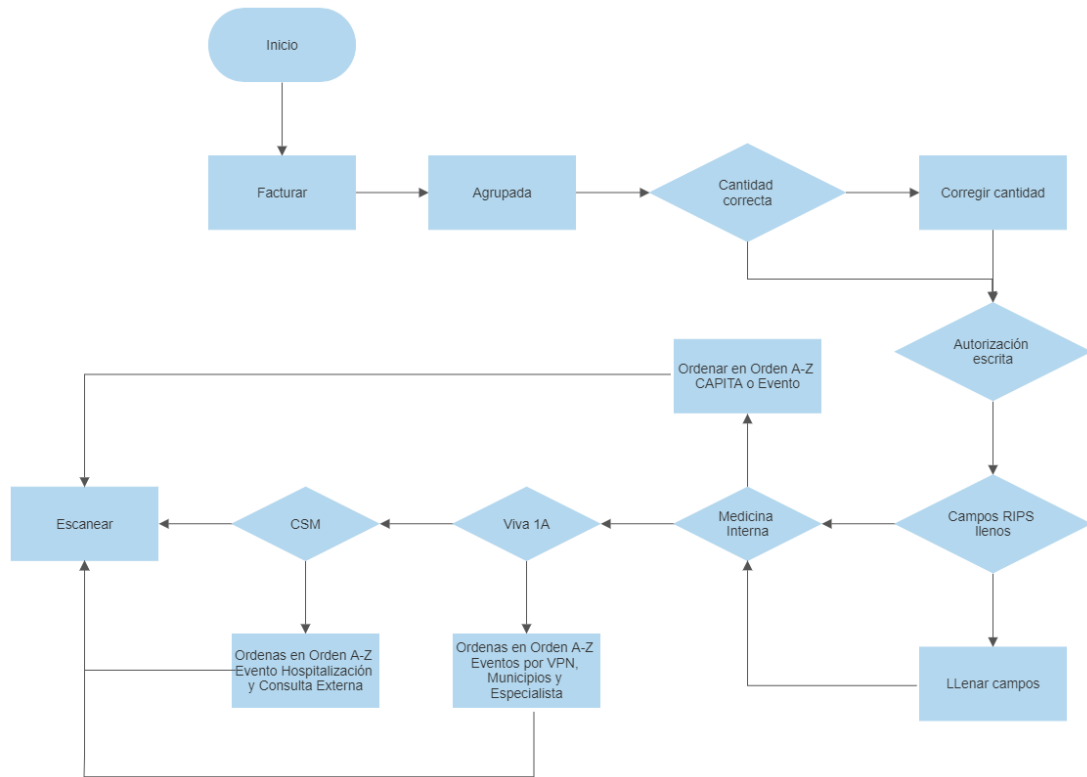 Inicio
Facturar
Agrupada
Cantidad
correcta
Corregir cantidad
Autorización
escrita
Ordenar en Orden A-Z
CAPITA o Evento
Escanear
CSM
Viva 1A
Medicina
Interna
Campos RIPS
llenos
Ordenas en Orden A-Z
Evento Hospitalización
y Consulta Externa
Ordenas en Orden A-Z
Eventos por VPN,
Municipios y
Especialista
LLenar campos